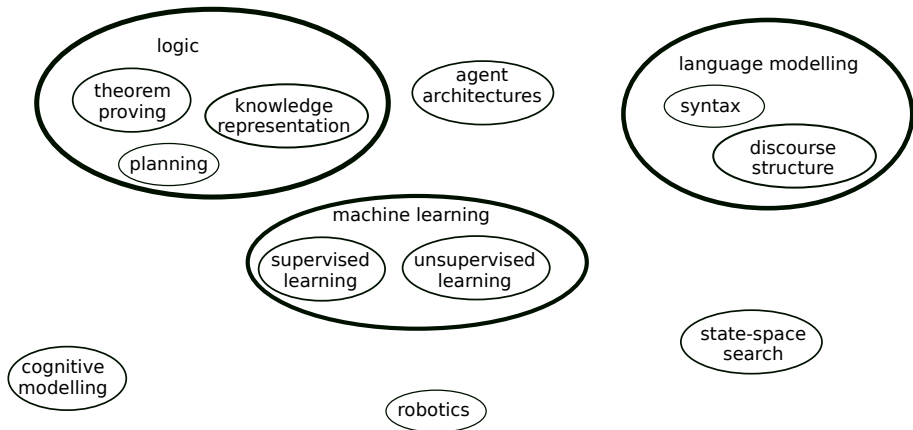 logic
theorem
proving
knowledge
representation
planning
agent
architectures
language modelling
syntax
discourse
structure
machine learning
supervised
learning
unsupervised
learning
state-space
search
cognitive
modelling
robotics